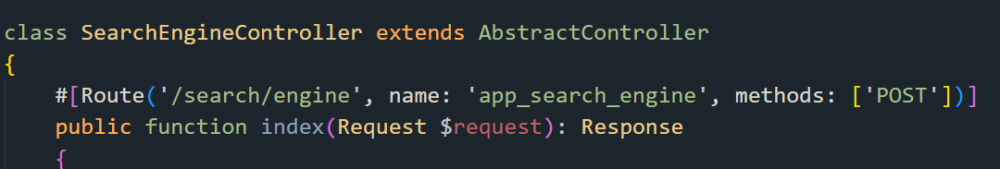 class SearchEngineController extends AbstractController
{
#[Route('/search/engine', name: 'app_search_engine', methods: ['POST'])]
public function index(Request $request): Response
{